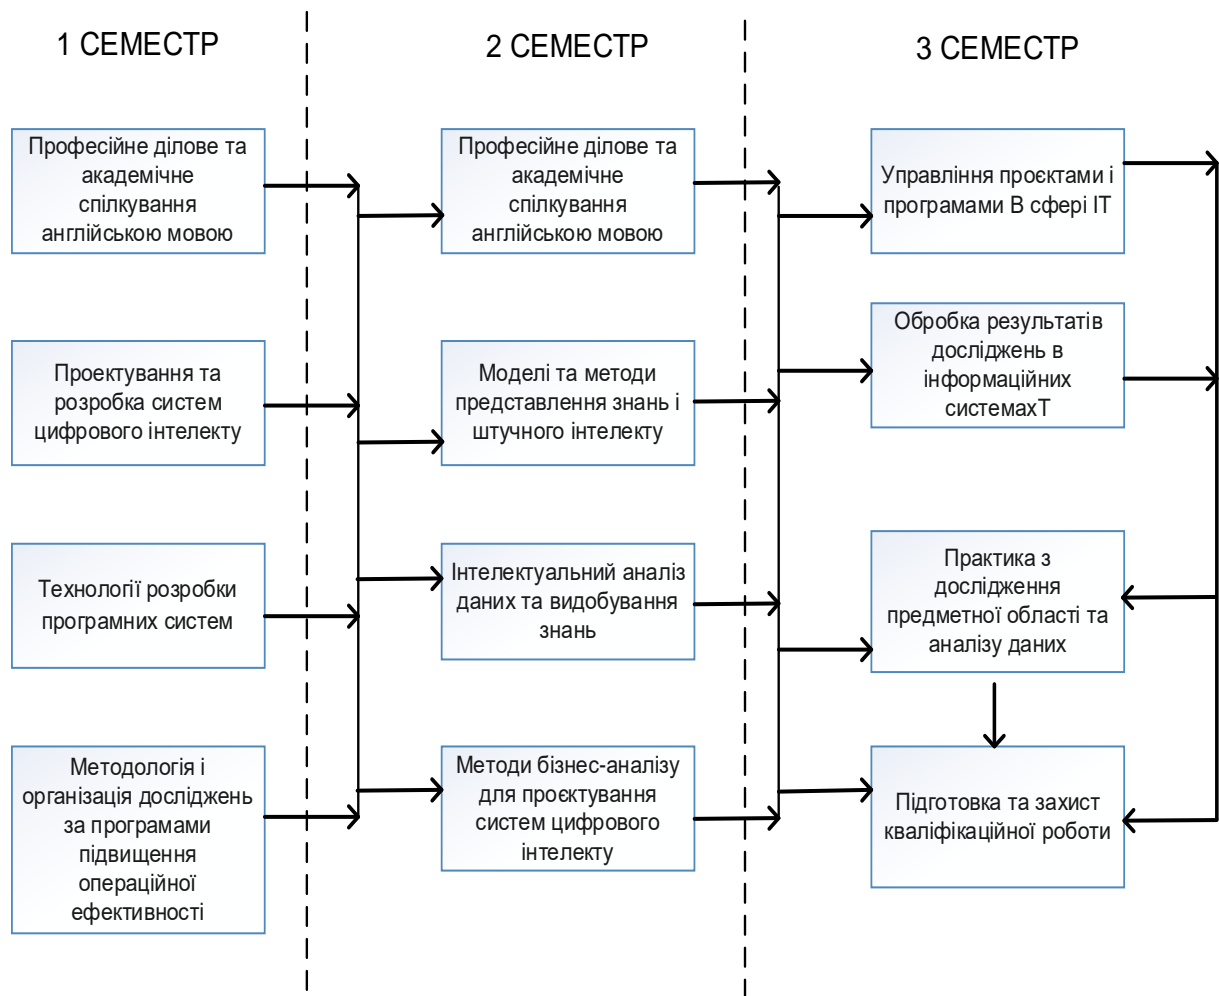 1 СЕМЕСТР
Професійне ділове та
академічне
спілкування
англійською мовою
Проектування та
розробка систем
цифрового інтелекту
Технології розробки
програмних систем
Методологія і
організація досліджень
за програмами
підвищення
операційної
ефективності
2 СЕМЕСТР
Професійне ділове та
академічне
спілкування
англійською мовою
Моделі та методи
представлення знань і
штучного інтелекту
Інтелектуальний аналіз
даних та видобування
знань
Методи бізнес-аналізу
для проєктування
систем цифрового
інтелекту
3 СЕМЕСТР
Управління проєктами і
програмами В сфері ІТ
Обробка результатів
досліджень в
інформаційних
системахТ
Практика з
дослідження
предметної області та
аналізу даних
Підготовка та захист
кваліфікаційної роботи